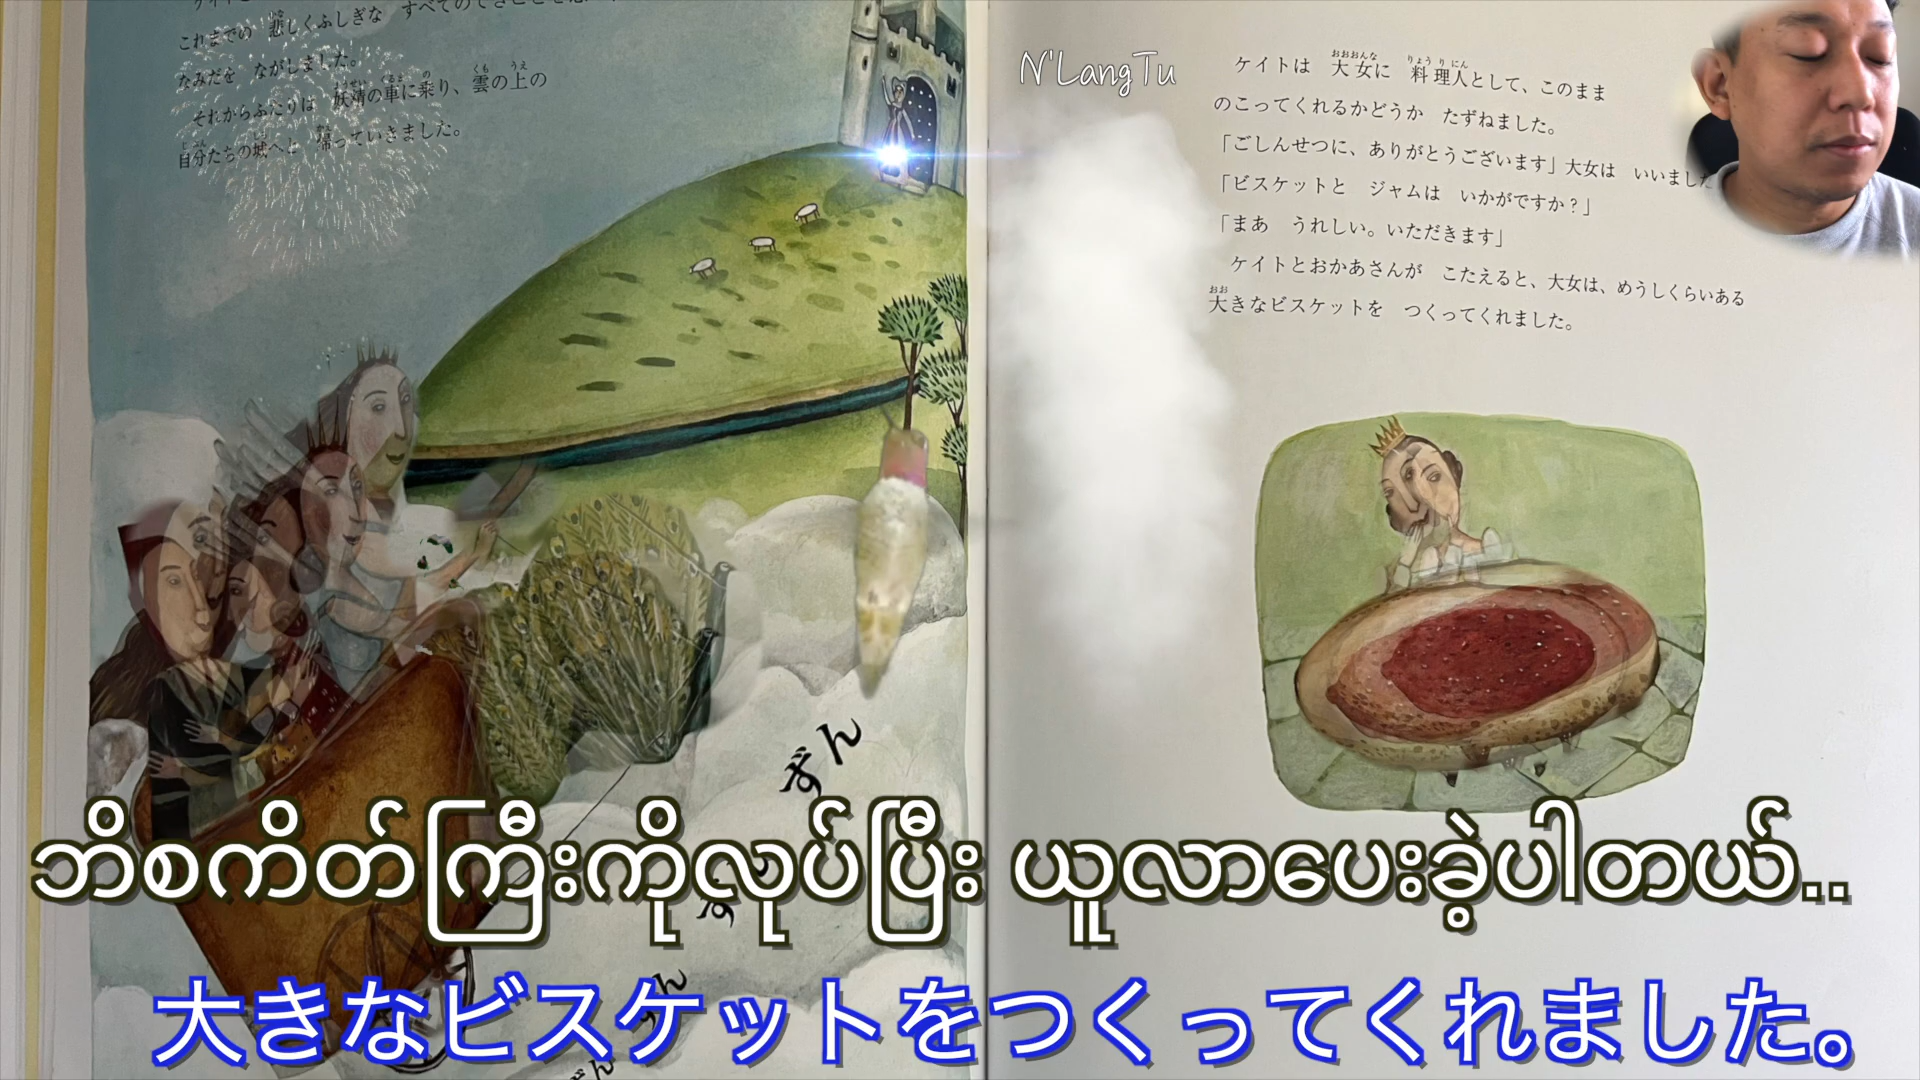 これまでの 悲しくふしぎな すべてのできごとを
なみだを ながしました。
それからふたりは 妖精の車に乗り、雲の上の
自分たちの城へと 帰っていきました。
N'LangTu
ケイトは 大女に 料理人として、このまま
のこってくれるかどうか たずねました。
「ごしんせつに、ありがとうございます」大女は いいました
「ビスケットと ジャムは いかがですか？」
「まあ うれしい。いただきます」
ケイトとおかあさんが こたえると、大女は、めうしくらいある
大きなビスケットを つくってくれました。
ずん
ဘိစကိတ်ကြီးကိုလုပ်ပြီး ယူလာပေးခဲ့ပါတယ်..
大きなビスケットをつくってくれました。